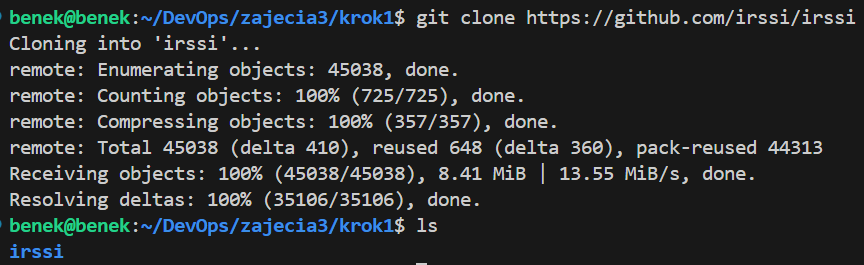 benek@benek:~/DevOps/zajecia3/krok1$ git clone https://github.com/irssi/irssi
Cloning into 'irssi'...
remote: Enumerating objects: 45038, done.
remote: Counting objects: 100% (725/725), done.
remote: Compressing objects: 100% (357/357), done.
remote: Total 45038 (delta 410), reused 648 (delta 360), pack-reused 44313
Receiving objects: 100% (45038/45038), 8.41 MiB | 13.55 MiB/s, done.
Resolving deltas: 100% (35106/35106), done.
benek@benek:~/DevOps/zajecia3/krok1$ ls
irssi